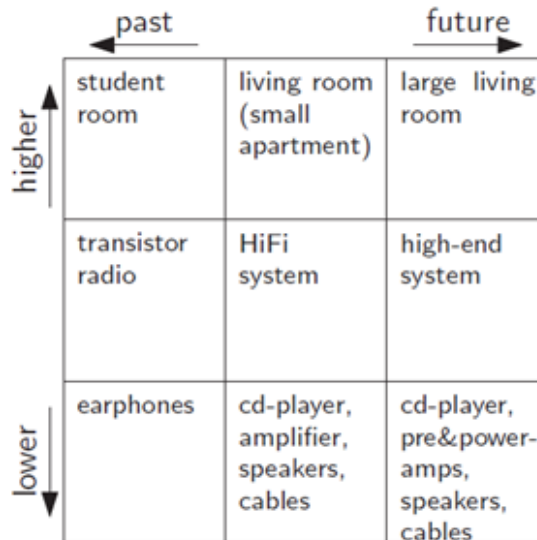 past
future
higher
student
room
living room
(small
apartment)
large living
room
transistor
radio
HiFi
system
high-end
system
lower
earphones
cd-player,
amplifier,
speakers,
cables
cd-player,
pre&power-
amps,
speakers,
cables